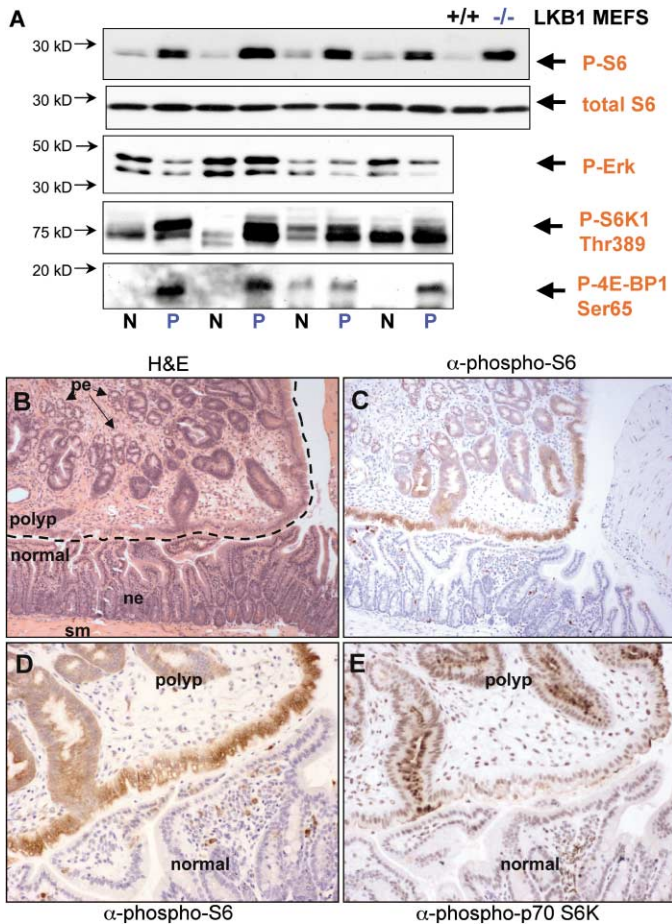 A
+/+ -/- LKB1 MEFS
30 kD
P-S6
30 kD
total S6
50 kD
P-Erk
30 kD
75 kD
P-S6K1
Thr389
20 kD
P-4E-BP1
Ser65
N P N P N P N P
H&E
α-phospho-S6
B
pe
polyp
normal
ne
sm
C
D
polyp
normal
E
polyp
normal
α-phospho-S6
α-phospho-p70 S6K